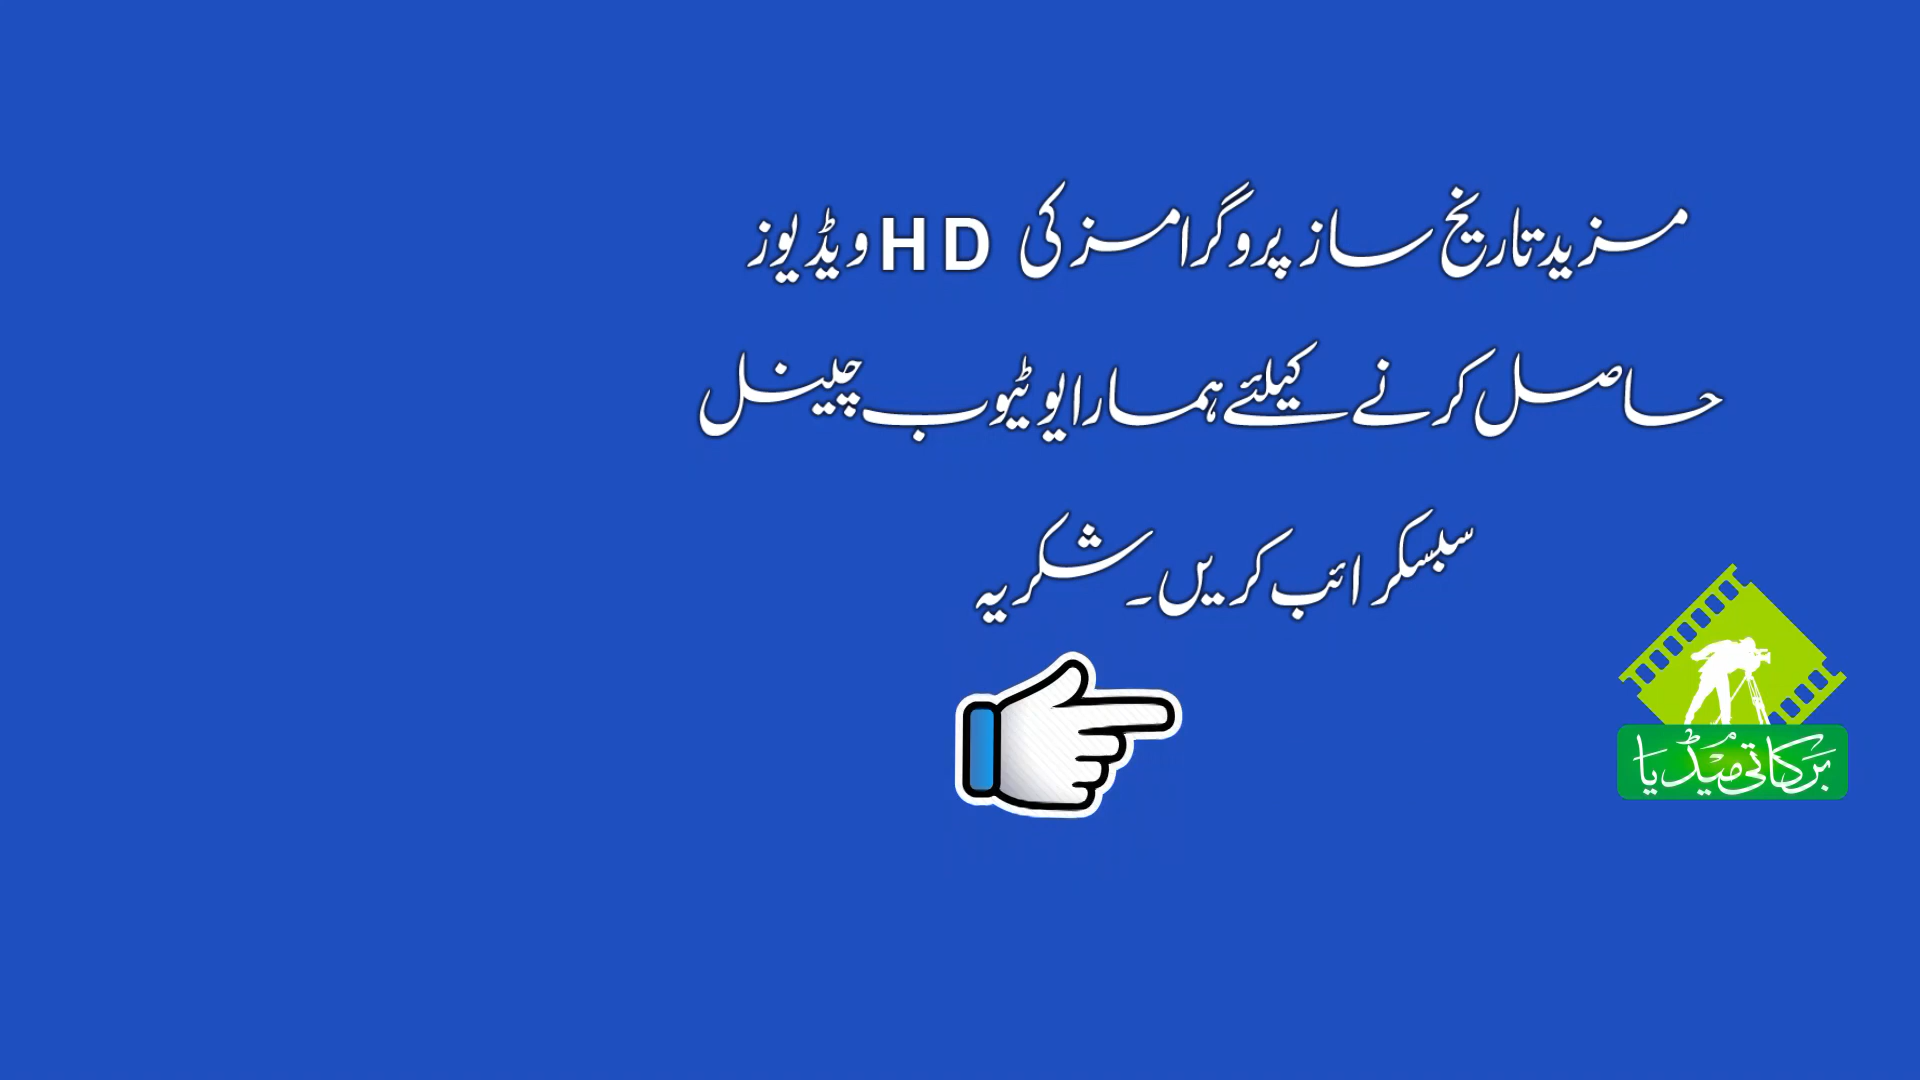 مزید تاریخ ساز پروگرامز کی HD ویڈیوز
حاصل کرنے کیلئے ہمارا یوٹیوب چینل
سبسکرائب کریں۔ شکریہ
برکاتی میڈیا